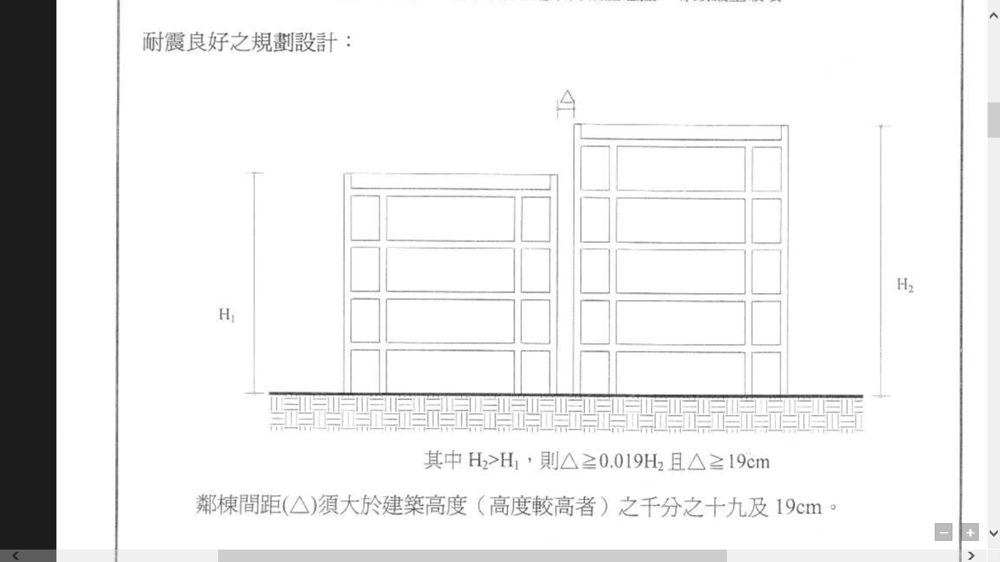 耐震良好之規劃設計：
△
H₁
H₂
其中 H₂>H₁，則△≧0.019H₂ 且△≧19cm
鄰棟間距(△)須大於建築高度（高度較高者）之千分之十九及 19cm。